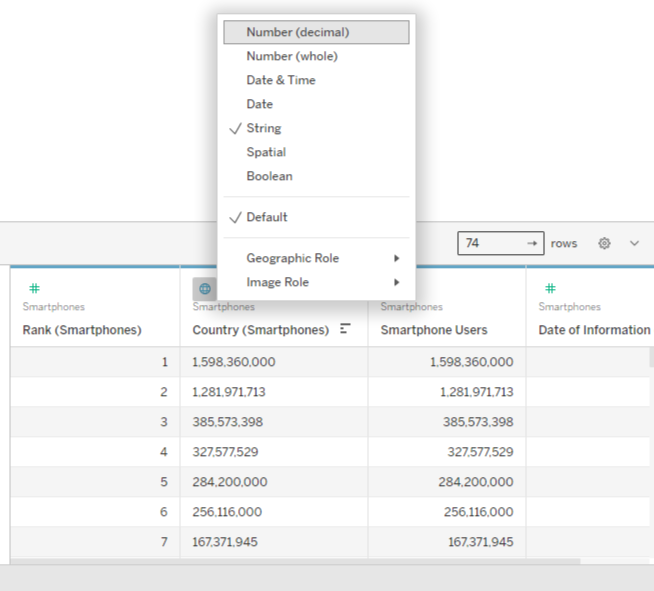 Number (decimal)
Number (whole)
Date & Time
Date
String
Spatial
Boolean
Default
Geographic Role
Image Role
74 → rows
# # 
Smartphones Smartphones Smartphones Smartphones
Rank (Smartphones) Country (Smartphones) Smartphone Users Date of Information
1 1,598,360,000 1,598,360,000
2 1,281,971,713 1,281,971,713
3 385,573,398 385,573,398
4 327,577,529 327,577,529
5 284,200,000 284,200,000
6 256,116,000 256,116,000
7 167,371,945 167,371,945